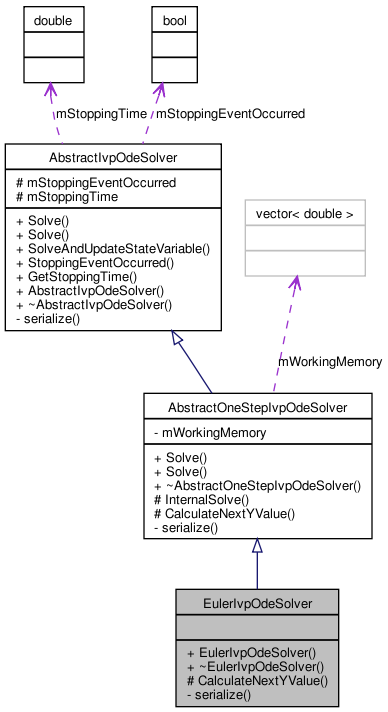 double
bool
mStoppingTime
mStoppingEventOccurred
AbstractIvpOdeSolver
# mStoppingEventOccurred
# mStoppingTime
+ Solve()
+ Solve()
+ SolveAndUpdateStateVariable()
+ StoppingEventOccurred()
+ GetStoppingTime()
+ AbstractIvpOdeSolver()
+ ~AbstractIvpOdeSolver()
- serialize()
vector< double >
mWorkingMemory
AbstractOneStepIvpOdeSolver
- mWorkingMemory
+ Solve()
+ Solve()
+ ~AbstractOneStepIvpOdeSolver()
# InternalSolve()
# CalculateNextYValue()
- serialize()
EulerIvpOdeSolver
+ EulerIvpOdeSolver()
+ ~EulerIvpOdeSolver()
# CalculateNextYValue()
- serialize()